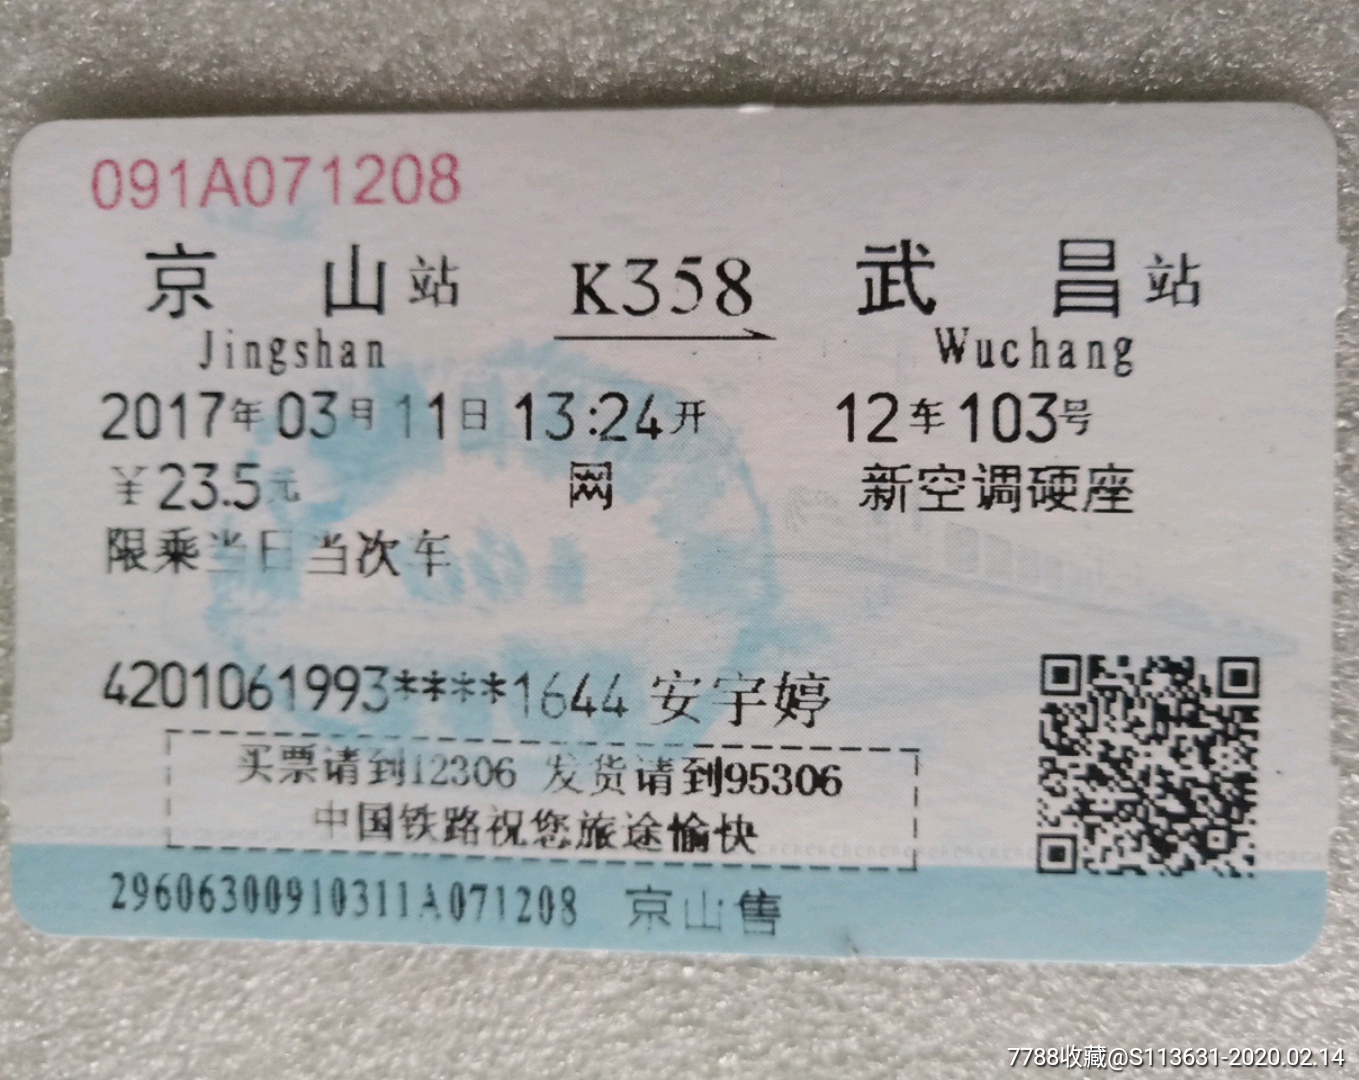 091A071208
京山站 K358 武昌站
Jingshan Wuchang
2017年03月11日 13:24开 12车103号
￥23.5元 网 新空调硬座
限乘当日当次车
4201061993****1644 安宇婷
买票请到12306 发货请到95306
中国铁路祝您旅途愉快
29606300910311A071208 京山售
7788收藏@S113631-2020.02.14